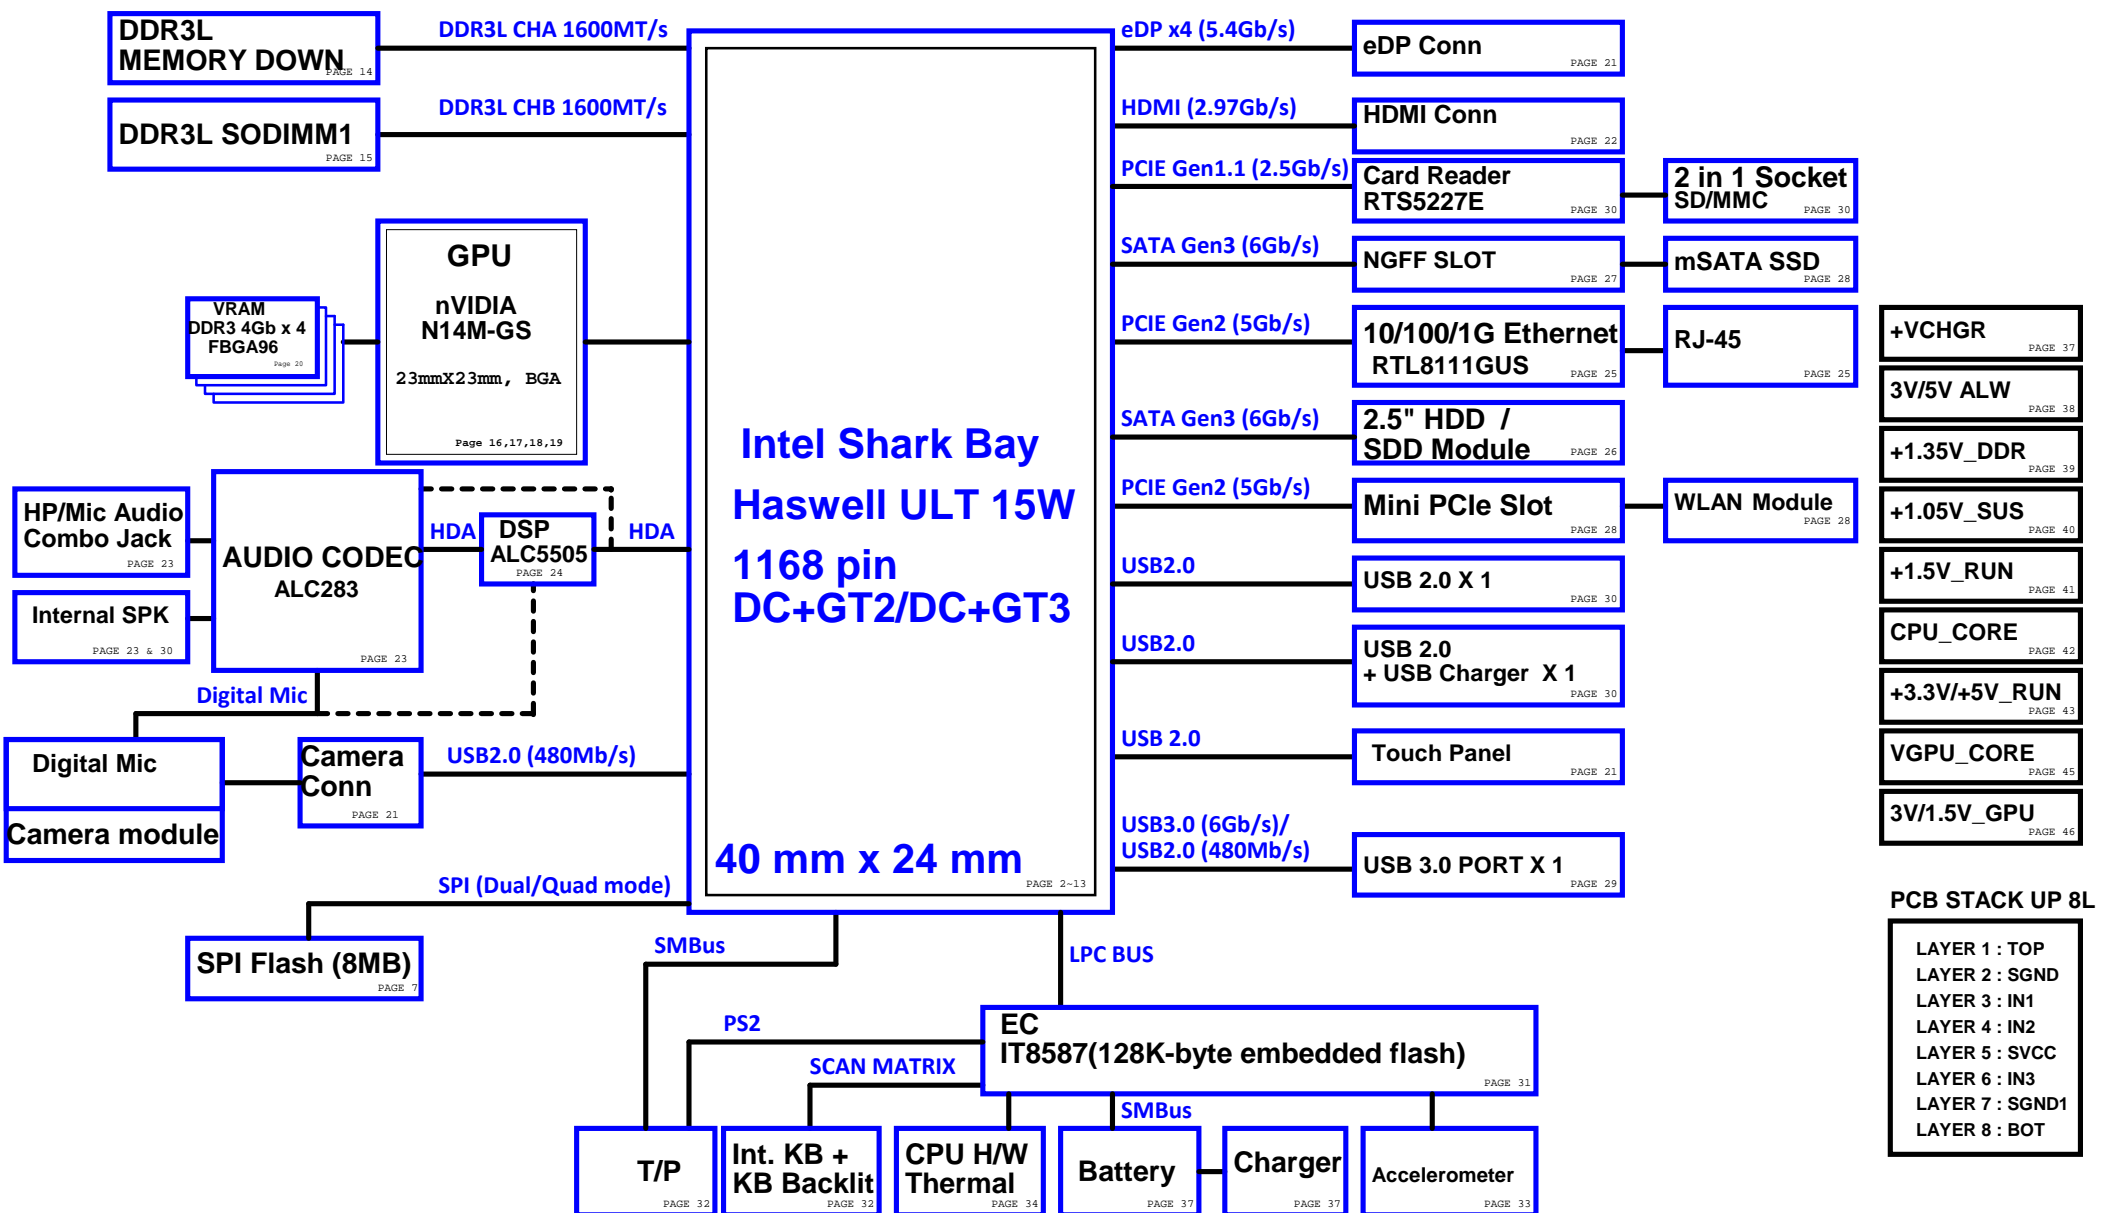 DDR3L
MEMORY DOWN
PAGE 14
DDR3L CHA 1600MT/s
DDR3L SODIMM1
PAGE 15
DDR3L CHB 1600MT/s
GPU
nVIDIA
N14M-GS
23mmX23mm, BGA
Page 16,17,18,19
VRAM
DDR3 4Gb x 4
FBGA96
Page 20
HP/Mic Audio
Combo Jack
PAGE 23
Internal SPK
PAGE 23 & 30
AUDIO CODEC
ALC283
PAGE 23
HDA
DSP
ALC5505
PAGE 24
HDA
Digital Mic
Digital Mic
Camera module
Camera
Conn
PAGE 21
USB2.0 (480Mb/s)
SPI (Dual/Quad mode)
SPI Flash (8MB)
PAGE 7
Intel Shark Bay
Haswell ULT 15W
1168 pin
DC+GT2/DC+GT3
40 mm x 24 mm
PAGE 2~13
eDP x4 (5.4Gb/s)
eDP Conn
PAGE 21
HDMI (2.97Gb/s)
HDMI Conn
PAGE 22
PCIE Gen1.1 (2.5Gb/s)
Card Reader
RTS5227E
PAGE 30
2 in 1 Socket
SD/MMC
PAGE 30
SATA Gen3 (6Gb/s)
NGFF SLOT
PAGE 27
mSATA SSD
PAGE 28
PCIE Gen2 (5Gb/s)
10/100/1G Ethernet
RTL8111GUS
PAGE 25
RJ-45
PAGE 25
SATA Gen3 (6Gb/s)
2.5" HDD /
SDD Module
PAGE 26
PCIE Gen2 (5Gb/s)
Mini PCIe Slot
PAGE 28
WLAN Module
PAGE 28
USB2.0
USB 2.0 X 1
PAGE 30
USB2.0
USB 2.0
+ USB Charger X 1
PAGE 30
USB 2.0
Touch Panel
PAGE 21
USB3.0 (6Gb/s)/
USB2.0 (480Mb/s)
USB 3.0 PORT X 1
PAGE 29
SMBus
LPC BUS
PS2
SCAN MATRIX
EC
IT8587(128K-byte embedded flash)
PAGE 31
SMBus
T/P
PAGE 32
Int. KB +
KB Backlit
PAGE 32
CPU H/W
Thermal
PAGE 34
Battery
PAGE 37
Charger
PAGE 37
Accelerometer
PAGE 33
+VCHGR
PAGE 37
3V/5V ALW
PAGE 38
+1.35V_DDR
PAGE 39
+1.05V_SUS
PAGE 40
+1.5V_RUN
PAGE 41
CPU_CORE
PAGE 42
+3.3V/+5V_RUN
PAGE 43
VGPU_CORE
PAGE 45
3V/1.5V_GPU
PAGE 46
PCB STACK UP 8L
LAYER 1 : TOP
LAYER 2 : SGND
LAYER 3 : IN1
LAYER 4 : IN2
LAYER 5 : SVCC
LAYER 6 : IN3
LAYER 7 : SGND1
LAYER 8 : BOT